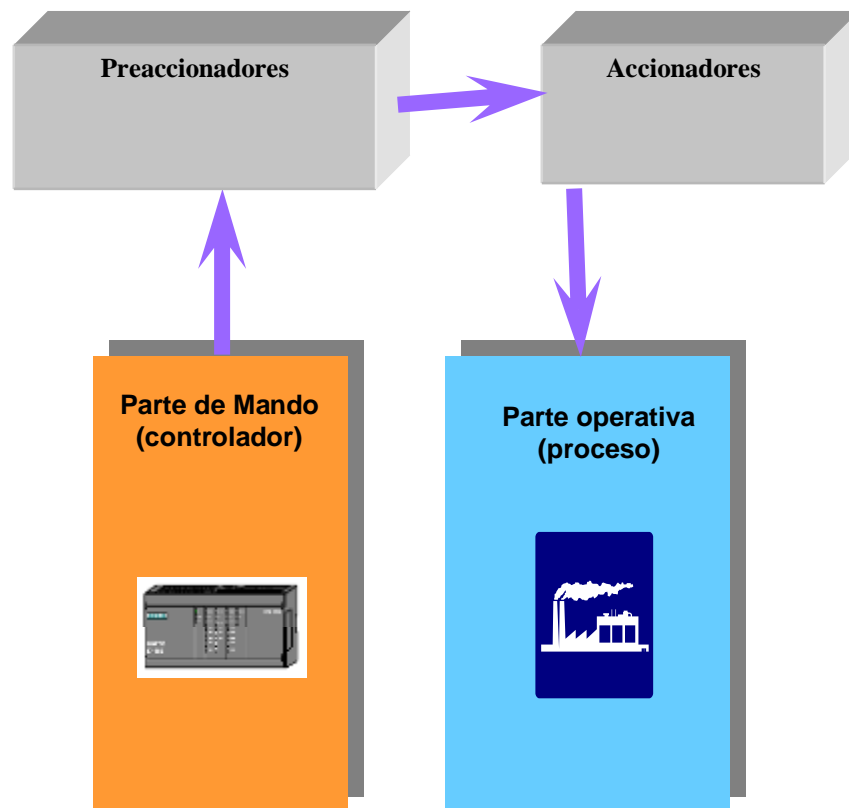 Preaccionadores
Accionadores
Parte de Mando
(controlador)
Parte operativa
(proceso)